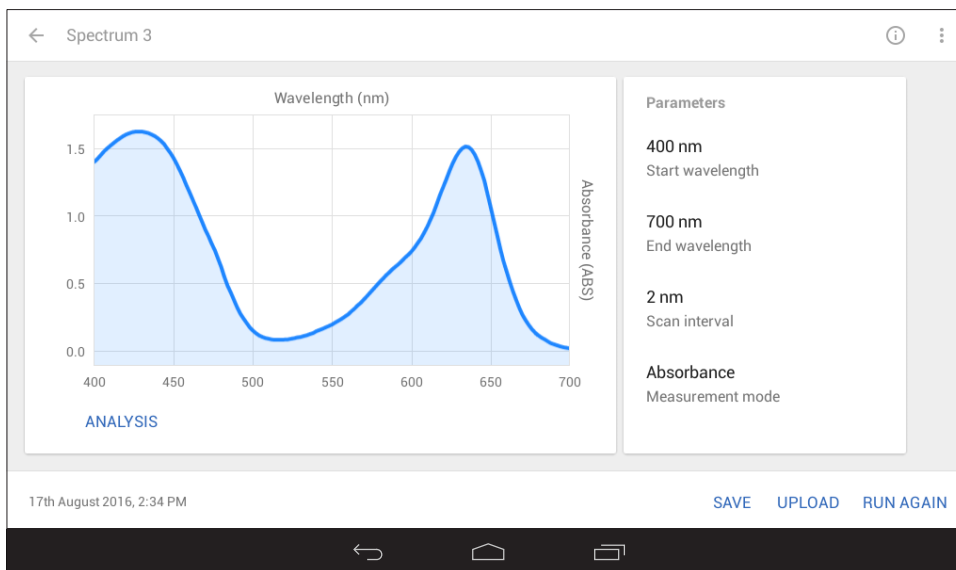 Spectrum 3
Wavelength (nm)
1.5
1.0
0.5
0.0
400 450 500 550 600 650 700
Absorbance (ABS)
ANALYSIS
Parameters
400 nm
Start wavelength
700 nm
End wavelength
2 nm
Scan interval
Absorbance
Measurement mode
17th August 2016, 2:34 PM
SAVE UPLOAD RUN AGAIN